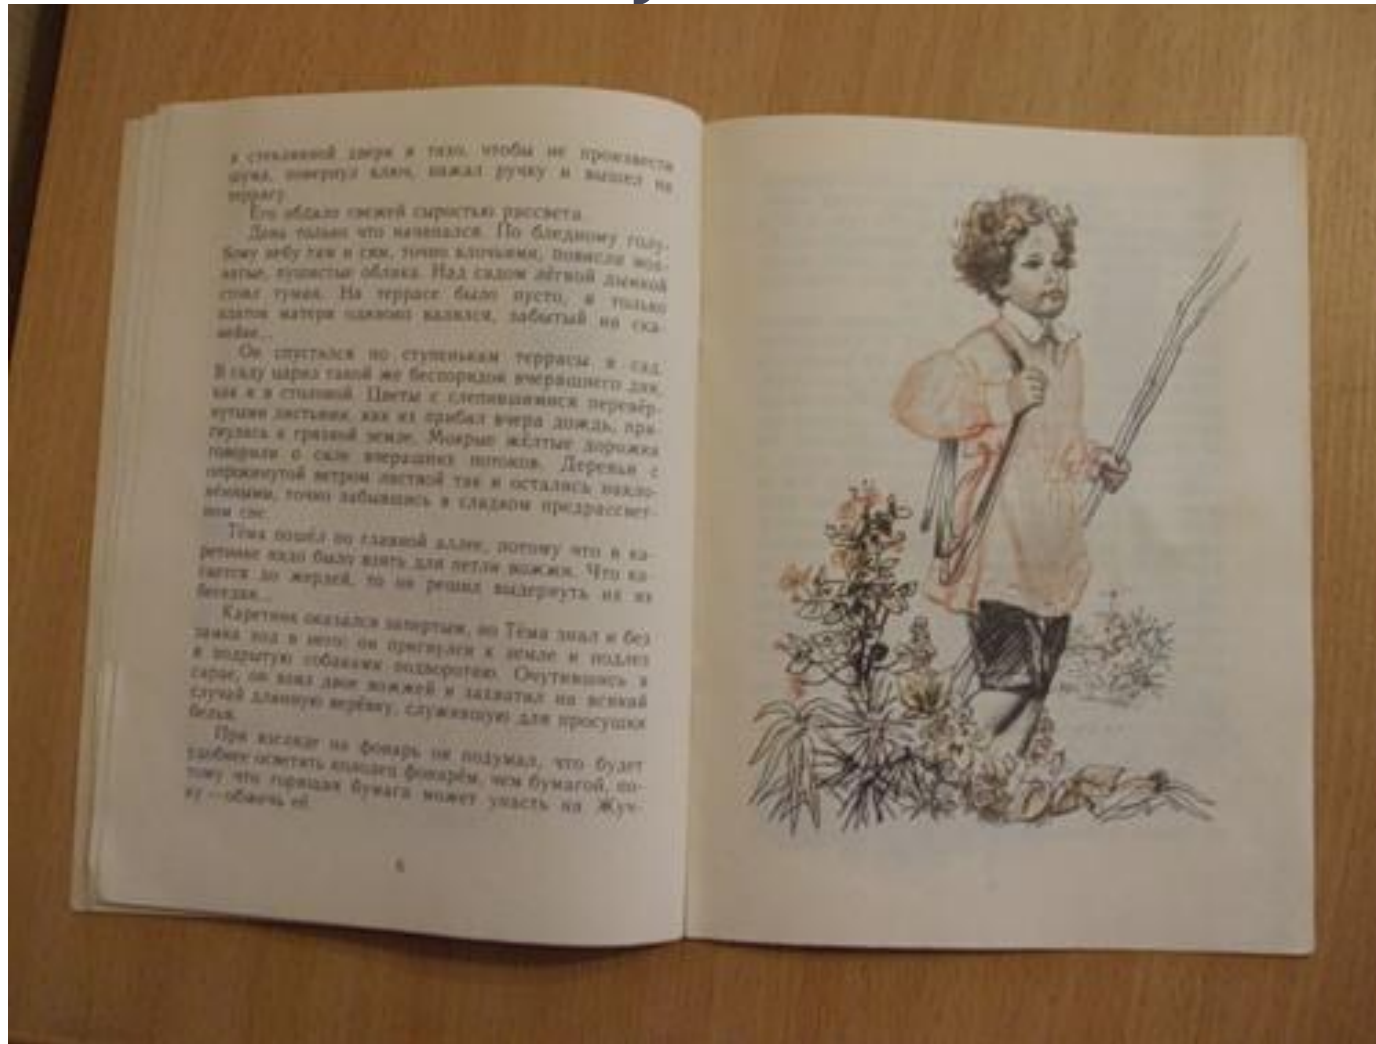 к стеклянной двери и тихо, чтобы не произвести
шума, повернул ключ, нажал ручку и вышел на
террасу.
Его обдало свежей сыростью рассвета.
День только что начинался. По бледному голу-
бому небу там и сям, точно клочьями, повисли мох-
натые, пушистые облака. Над садом лёгкой дымкой
стоял туман. На террасе было пусто, и только
платок матери одиноко валялся, забытый на ска-
мейке...
Он спустился по ступенькам террасы в сад.
В саду царил такой же беспорядок вчерашнего дня,
как и в столовой. Цветы с слепившимися перевёр-
нутыми листьями, как их прибил вчера дождь, при-
гнулись к грязной земле. Мокрые жёлтые дорожки
говорили о силе вчерашних потоков. Деревья с
опрокинутой ветром листвой так и остались накло-
нёнными, точно забывшись в сладком предрассвет-
ном сне.
Тёма пошёл по главной аллее, потому что в ка-
ретнике надо было взять для петли вожжи. Что ка-
сается до жердей, то он решил выдернуть их из
беседки...
Каретник оказался запертым, но Тёма знал и без
замка ход в него: он пригнулся к земле и подлез
в подрытую собаками подворотню. Очутившись в
сарае, он взял двое вожжей и захватил на всякий
случай длинную верёвку, служившую для просушки
белья.
При взгляде на фонарь он подумал, что будет
удобнее осветить колодец фонарём, чем бумагой, по-
тому что горящая бумага может упасть на Жуч-
ку — обжечь её.
6